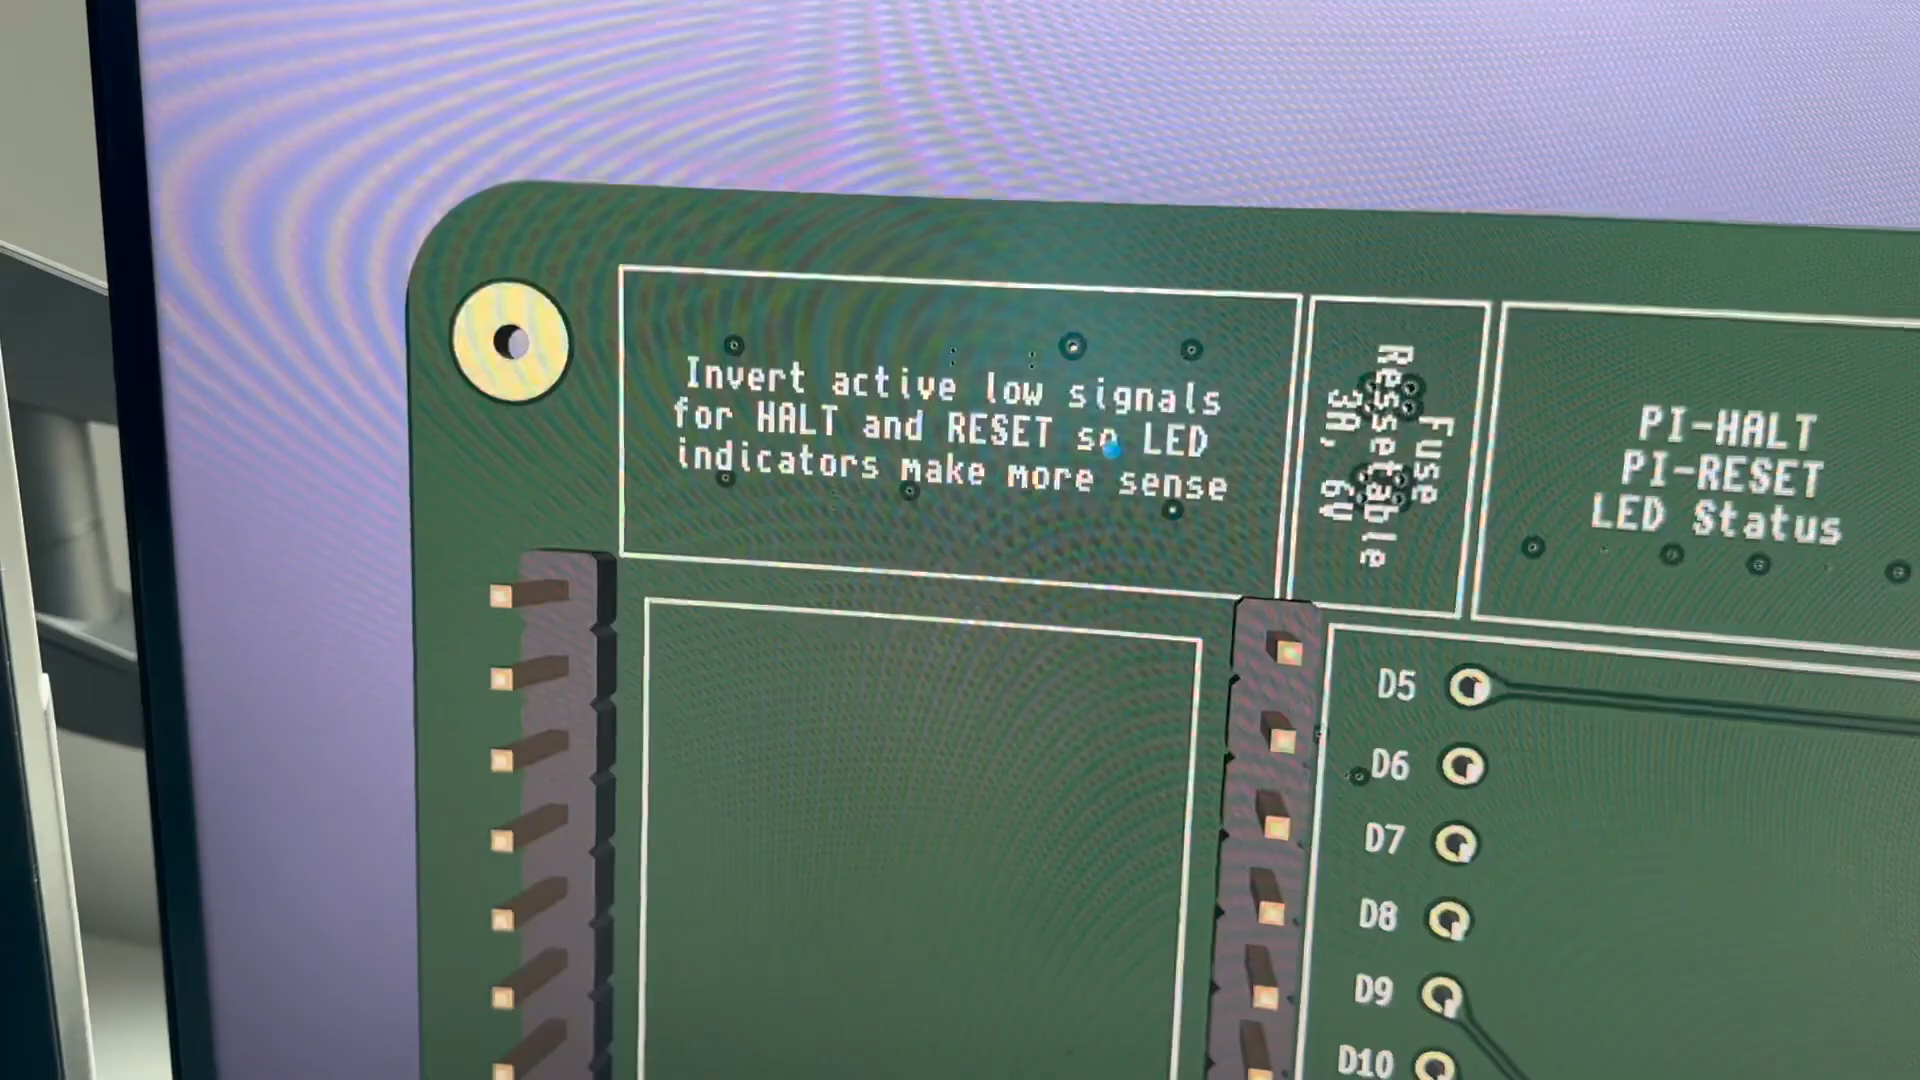 Invert active low signals
for HALT and RESET so LED
indicators make more sense
Fuse
Resetable
3A, 6V
PI-HALT
PI-RESET
LED Status
D5
D6
D7
D8
D9
D10